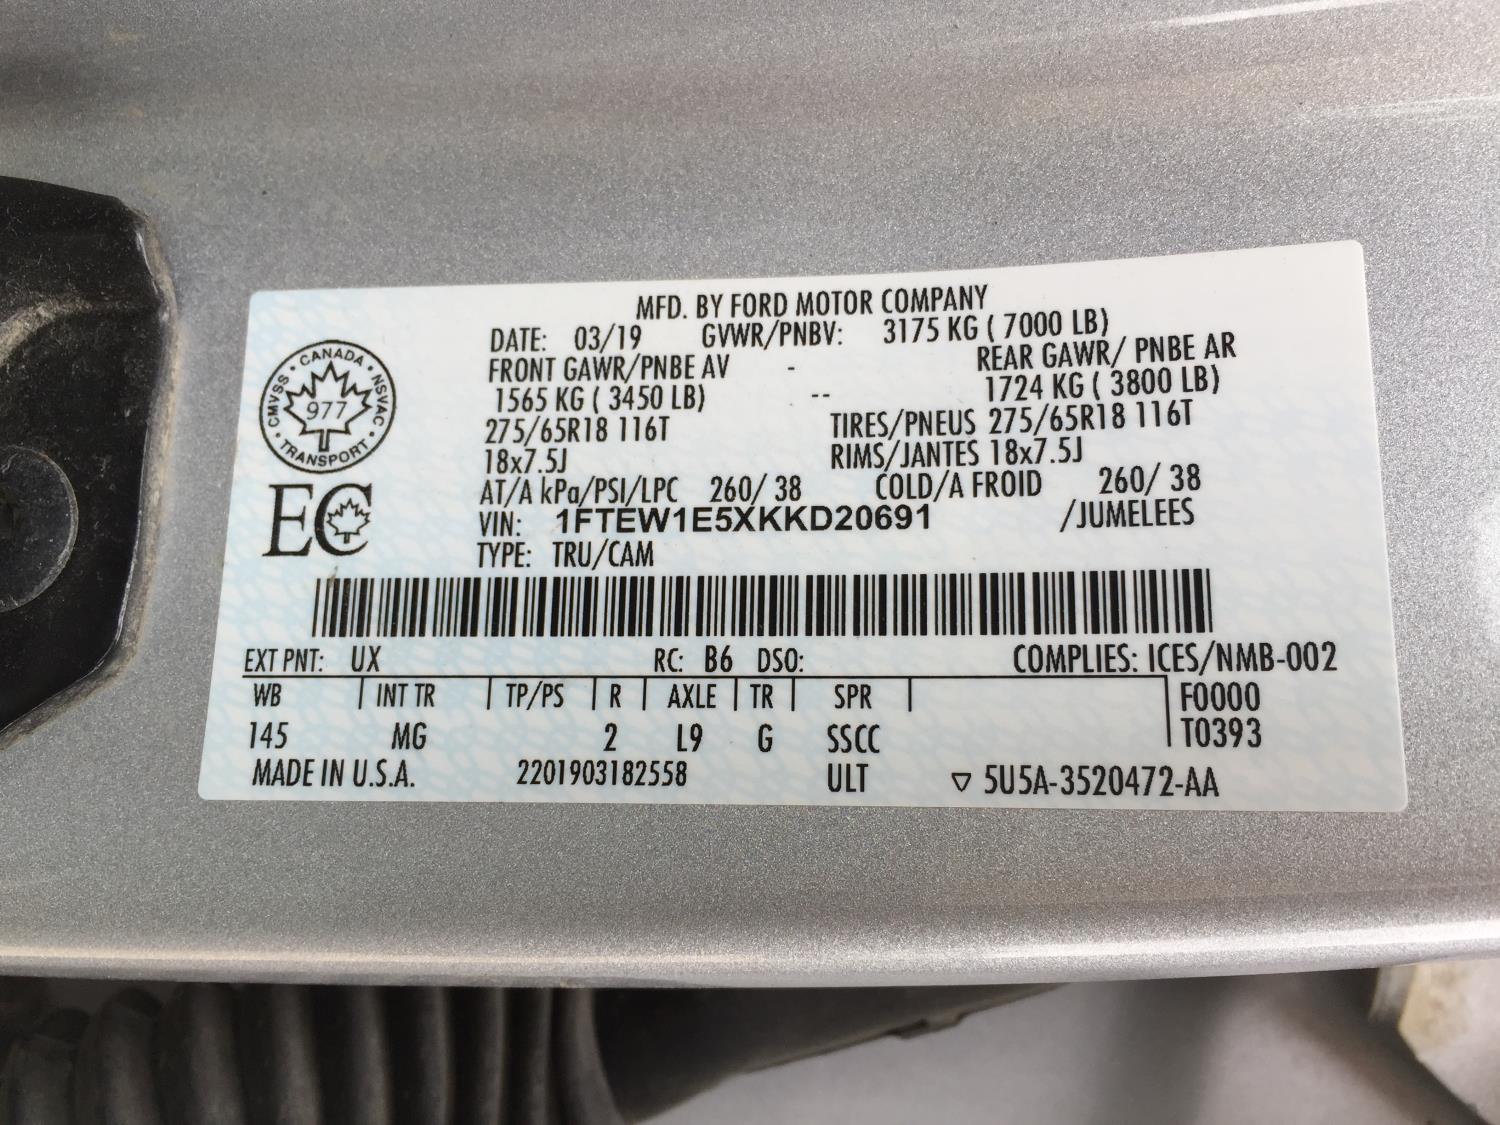 MFD. BY FORD MOTOR COMPANY
DATE: 03/19 GVWR/PNBV: 3175 KG ( 7000 LB)
FRONT GAWR/PNBE AV - REAR GAWR/ PNBE AR
1565 KG ( 3450 LB) -- 1724 KG ( 3800 LB)
275/65R18 116T TIRES/PNEUS 275/65R18 116T
18x7.5J RIMS/JANTES 18x7.5J
AT/A kPa/PSI/LPC 260/ 38 COLD/A FROID 260/ 38
VIN: 1FTEW1E5XKKD20691 /JUMELEES
TYPE: TRU/CAM
CANADA
CMVSS NSVAC
977
TRANSPORT
EC
EXT PNT: UX RC: B6 DSO: COMPLIES: ICES/NMB-002
WB | INT TR | TP/PS | R | AXLE | TR | SPR | F0000
145 MG 2 L9 G SSCC T0393
MADE IN U.S.A. 2201903182558 ULT ▽ 5U5A-3520472-AA